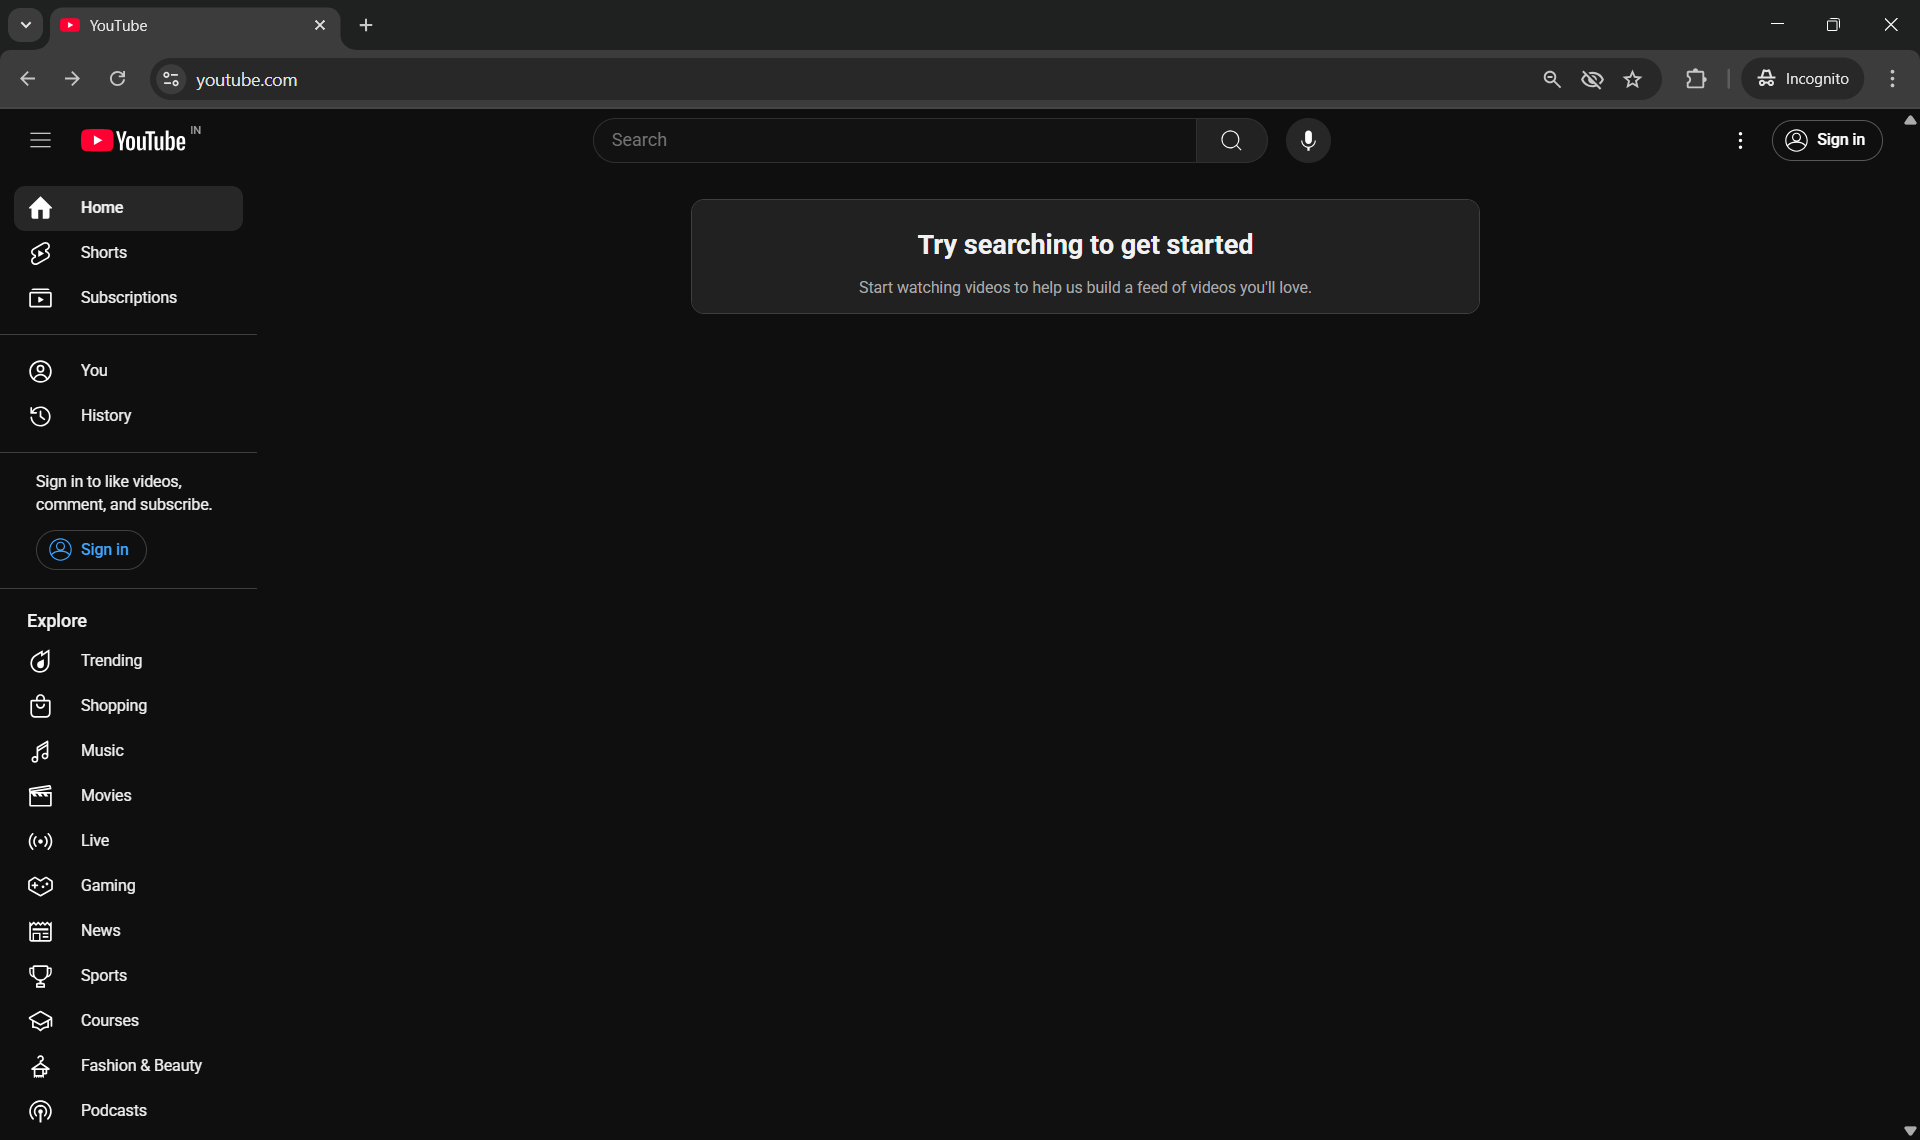 YouTube
youtube.com
Incognito
YouTube IN
Search
Sign in
Home
Shorts
Subscriptions
You
History
Sign in to like videos,
comment, and subscribe.
Sign in
Explore
Trending
Shopping
Music
Movies
Live
Gaming
News
Sports
Courses
Fashion & Beauty
Podcasts
Try searching to get started
Start watching videos to help us build a feed of videos you'll love.